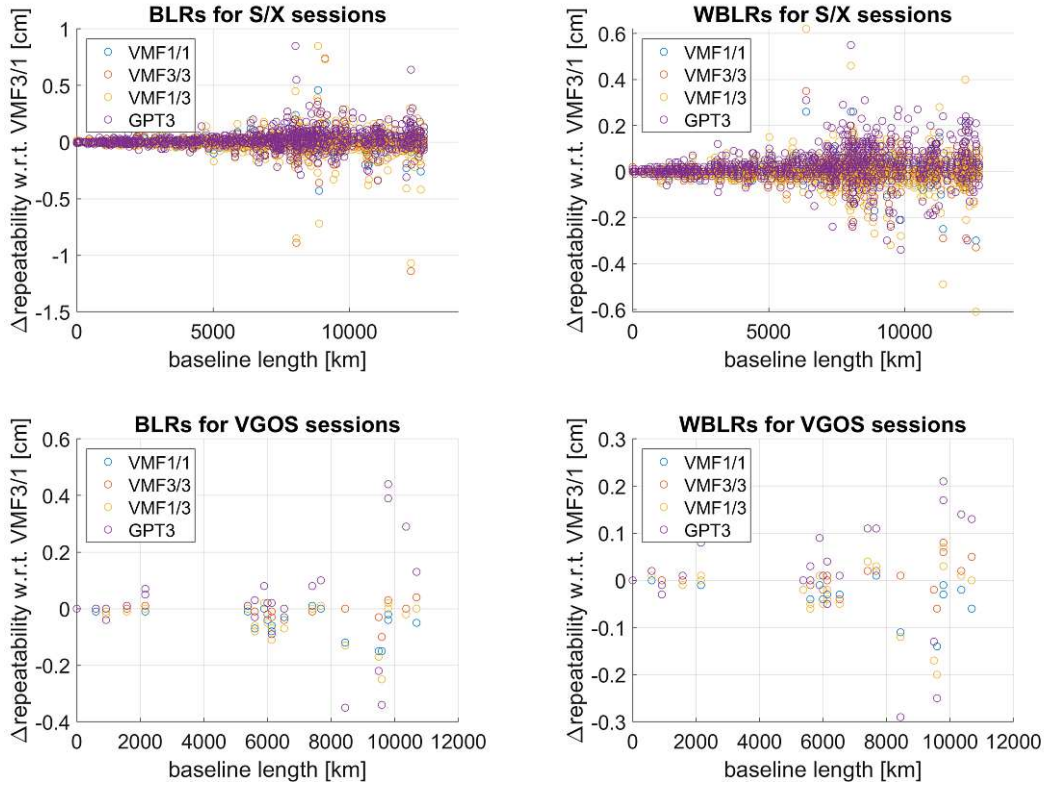 BLRs for S/X sessions
Δrepeatability w.r.t. VMF3/1 [cm]
1
0.5
0
-0.5
-1
-1.5
VMF1/1
VMF3/3
VMF1/3
GPT3
0 5000 10000
baseline length [km]
WBLRs for S/X sessions
Δrepeatability w.r.t. VMF3/1 [cm]
0.6
0.4
0.2
0
-0.2
-0.4
-0.6
VMF1/1
VMF3/3
VMF1/3
GPT3
0 5000 10000
baseline length [km]
BLRs for VGOS sessions
Δrepeatability w.r.t. VMF3/1 [cm]
0.6
0.4
0.2
0
-0.2
-0.4
VMF1/1
VMF3/3
VMF1/3
GPT3
0 2000 4000 6000 8000 10000 12000
baseline length [km]
WBLRs for VGOS sessions
Δrepeatability w.r.t. VMF3/1 [cm]
0.3
0.2
0.1
0
-0.1
-0.2
-0.3
VMF1/1
VMF3/3
VMF1/3
GPT3
0 2000 4000 6000 8000 10000 12000
baseline length [km]